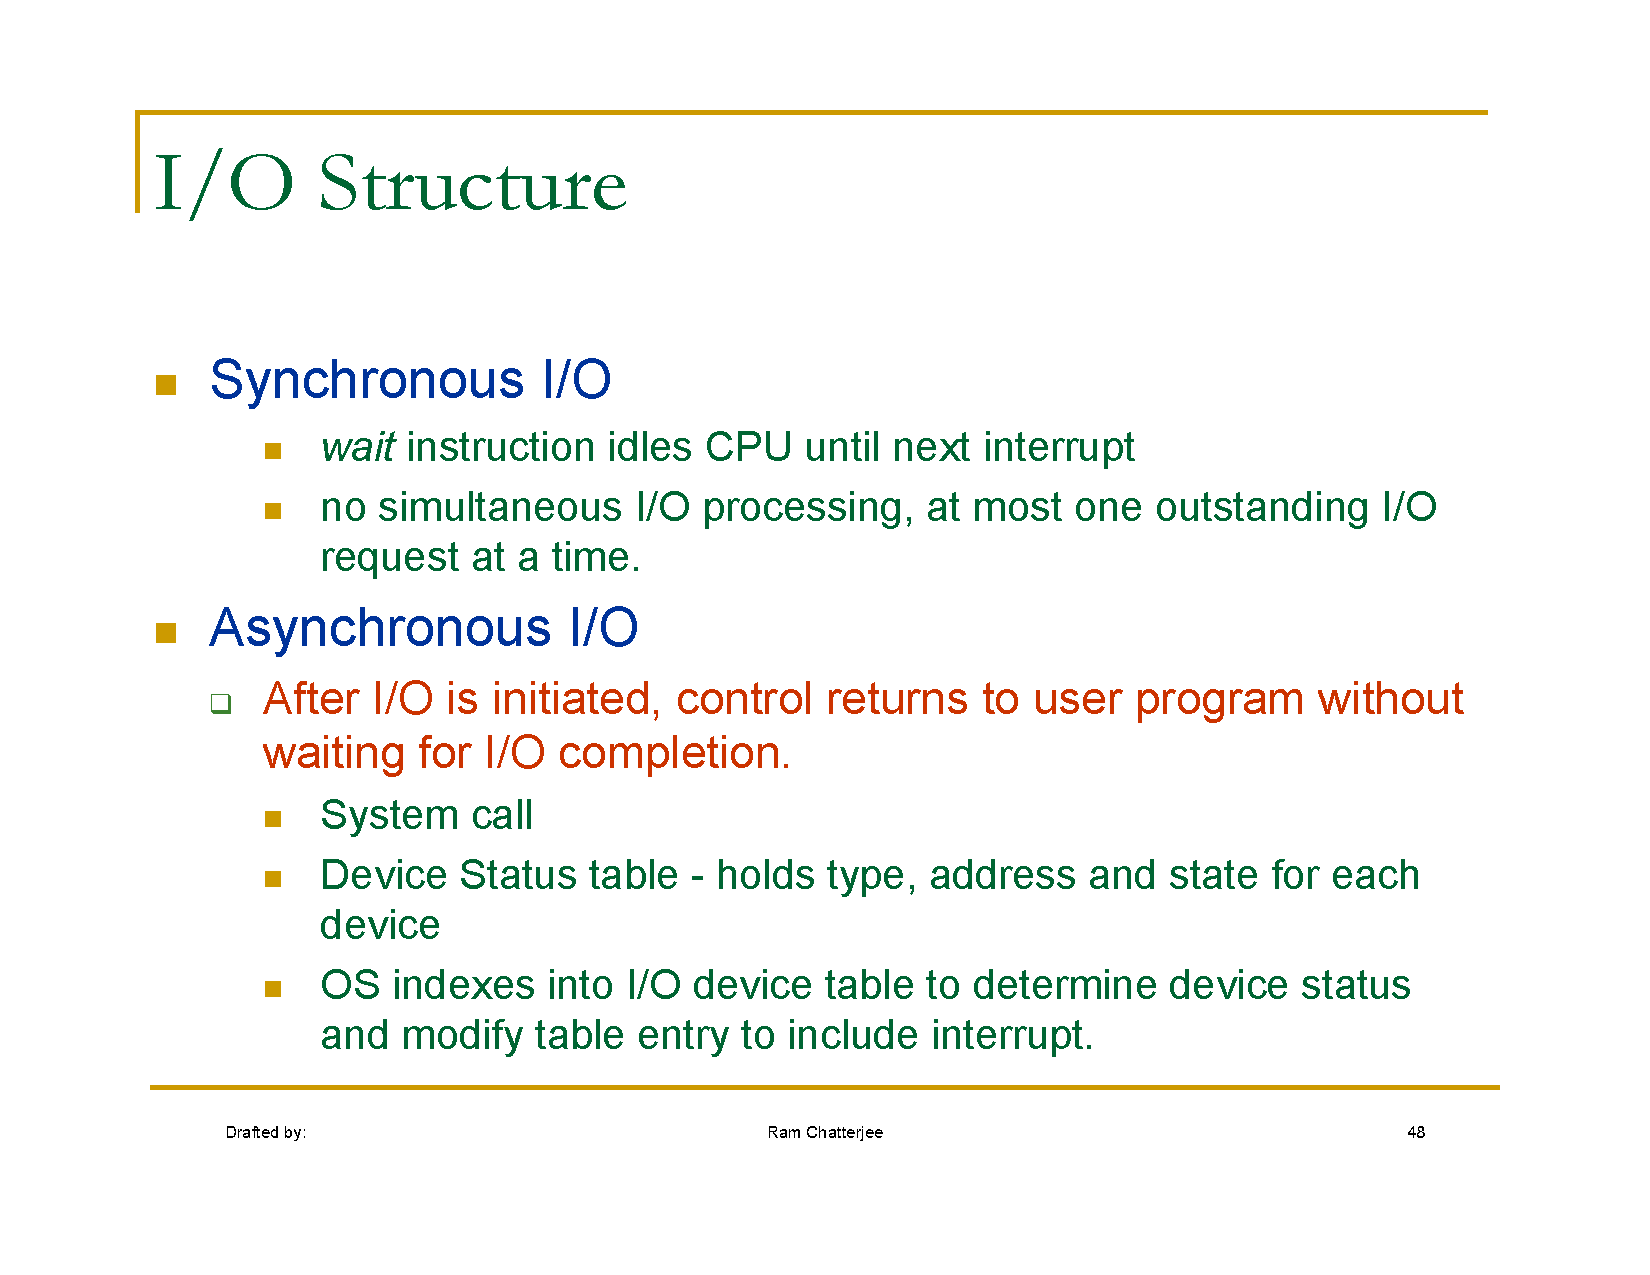 I/O Structure
Synchronous I/O
wait instruction idles CPU until next interrupt
no simultaneous I/O processing, at most one outstanding I/O
request at a time.
Asynchronous I/O
After I/O is initiated, control returns to user program without
waiting for I/O completion.
System call
Device Status table - holds type, address and state for each
device
OS indexes into I/O device table to determine device status
and modify table entry to include interrupt.
Drafted by: Ram Chatterjee 48